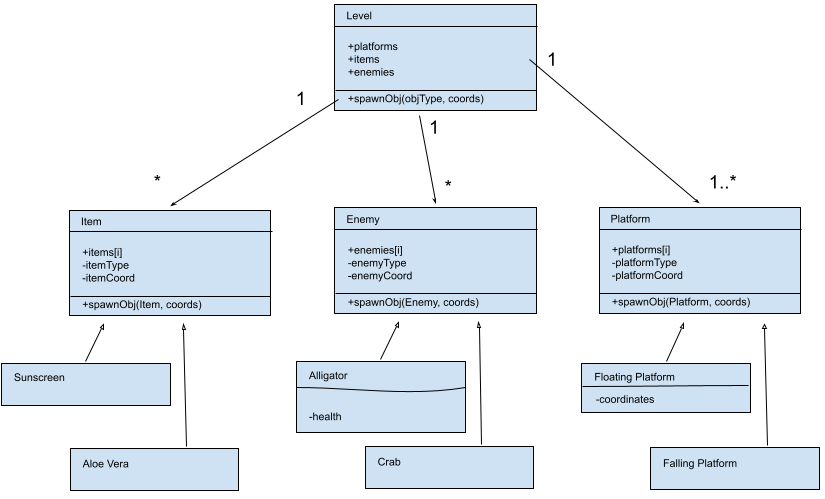 Level
+platforms
+items
+enemies
+spawnObj(objType, coords)
1
1
1
*
*
1..*
Item
+items[i]
-itemType
-itemCoord
+spawnObj(Item, coords)
Enemy
+enemies[i]
-enemyType
-enemyCoord
+spawnObj(Enemy, coords)
Platform
+platforms[i]
-platformType
-platformCoord
+spawnObj(Platform, coords)
Sunscreen
Aloe Vera
Alligator
-health
Crab
Floating Platform
-coordinates
Falling Platform